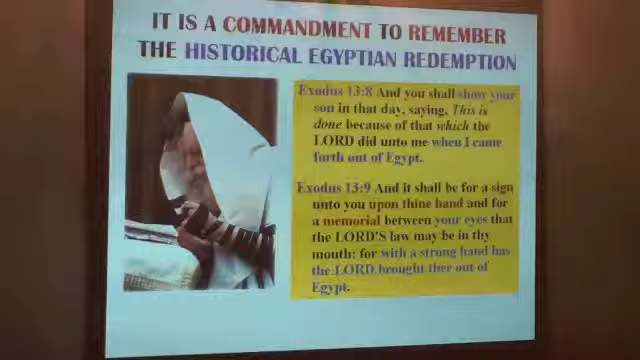 IT IS A COMMANDMENT TO REMEMBER
THE HISTORICAL EGYPTIAN REDEMPTION
Exodus 13:8 And you shall show your
son in that day, saying, This is
done because of that which the
LORD did unto me when I came
forth out of Egypt.
Exodus 13:9 And it shall be for a sign
unto you upon thine hand and for
a memorial between your eyes that
the LORD'S law may be in thy
mouth: for with a strong hand has
the LORD brought ther out of
Egypt.